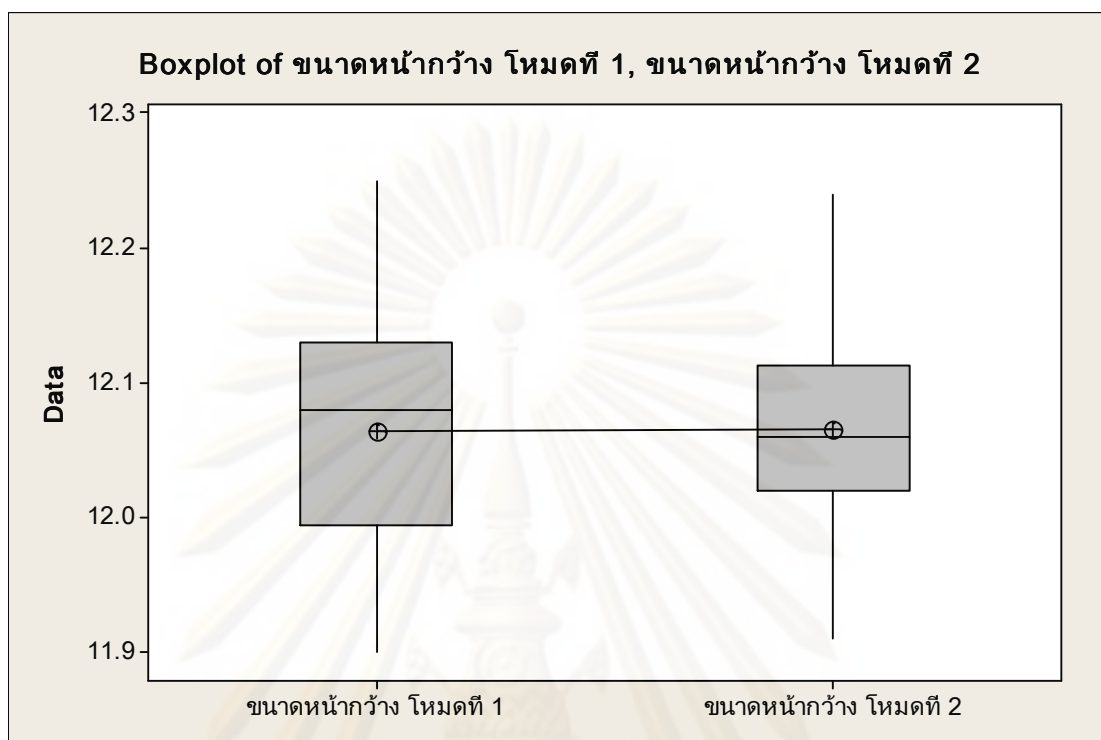 Boxplot of ขนาดหน้ากว้าง โหมดที 1, ขนาดหน้ากว้าง โหมดที 2
12.3
12.2
12.1
12.0
11.9
Data
ขนาดหน้ากว้าง โหมดที 1
ขนาดหน้ากว้าง โหมดที 2